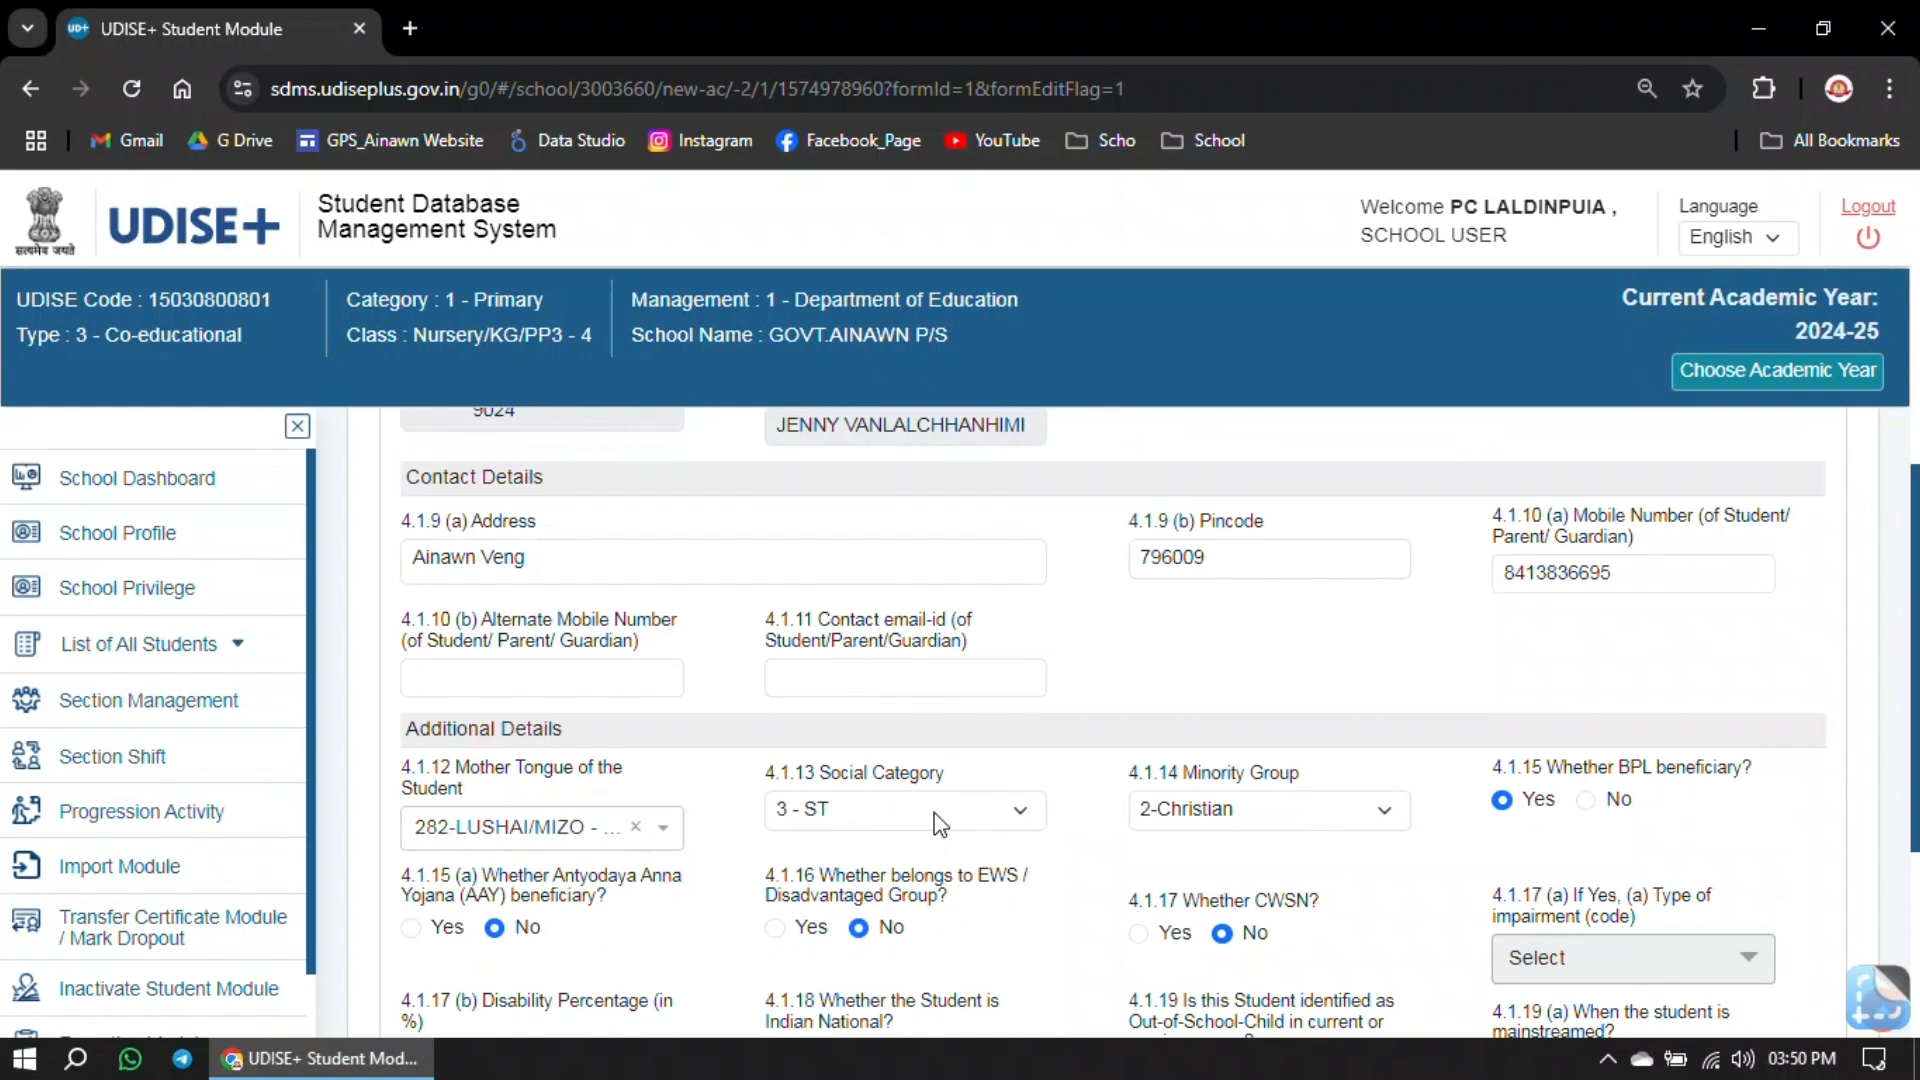 UDISE+ Student Module
sdms.udiseplus.gov.in/g0/#/school/3003660/new-ac/-2/1/1574978960?formId=1&formEditFlag=1
Gmail
G Drive
GPS_Ainawn Website
Data Studio
Instagram
Facebook_Page
YouTube
Scho
School
All Bookmarks
सत्यमेव जयते
UDISE+
Student Database
Management System
Welcome PC LALDINPUIA ,
SCHOOL USER
Language
English
Logout
UDISE Code : 15030800801
Type : 3 - Co-educational
Category : 1 - Primary
Class : Nursery/KG/PP3 - 4
Management : 1 - Department of Education
School Name : GOVT.AINAWN P/S
Current Academic Year:
2024-25
Choose Academic Year
School Dashboard
School Profile
School Privilege
List of All Students
Section Management
Section Shift
Progression Activity
Import Module
Transfer Certificate Module
/ Mark Dropout
Inactivate Student Module
9024
JENNY VANLALCHHANHIMI
Contact Details
4.1.9 (a) Address
Ainawn Veng
4.1.9 (b) Pincode
796009
4.1.10 (a) Mobile Number (of Student/
Parent/ Guardian)
8413836695
4.1.10 (b) Alternate Mobile Number
(of Student/ Parent/ Guardian)
4.1.11 Contact email-id (of
Student/Parent/Guardian)
Additional Details
4.1.12 Mother Tongue of the
Student
282-LUSHAI/MIZO - ...
4.1.13 Social Category
3 - ST
4.1.14 Minority Group
2-Christian
4.1.15 Whether BPL beneficiary?
Yes No
4.1.15 (a) Whether Antyodaya Anna
Yojana (AAY) beneficiary?
Yes No
4.1.16 Whether belongs to EWS /
Disadvantaged Group?
Yes No
4.1.17 Whether CWSN?
Yes No
4.1.17 (a) If Yes, (a) Type of
impairment (code)
Select
4.1.17 (b) Disability Percentage (in
%)
4.1.18 Whether the Student is
Indian National?
4.1.19 Is this Student identified as
Out-of-School-Child in current or
4.1.19 (a) When the student is
mainstreamed?
UDISE+ Student Mod...
03:50 PM